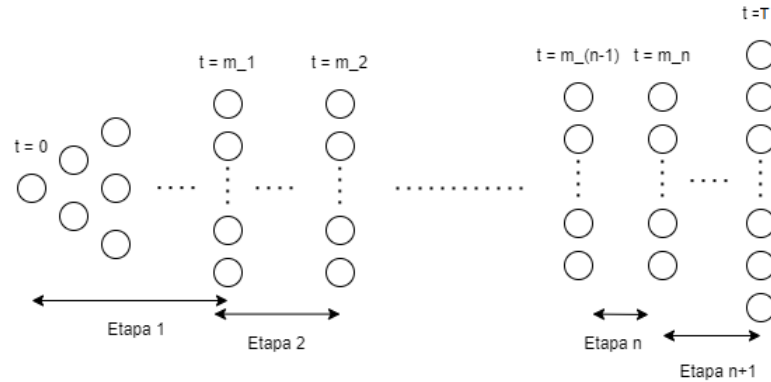 t =T
t = m_1
t = m_2
t = m_(n-1)
t = m_n
t = 0
Etapa 1
Etapa 2
Etapa n
Etapa n+1